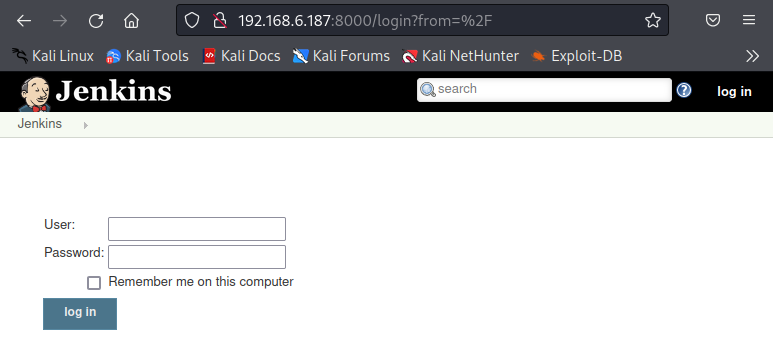 192.168.6.187:8000/login?from=%2F
Kali Linux Kali Tools Kali Docs Kali Forums Kali NetHunter Exploit-DB
Jenkins search log in
Jenkins
User:
Password:
Remember me on this computer
log in